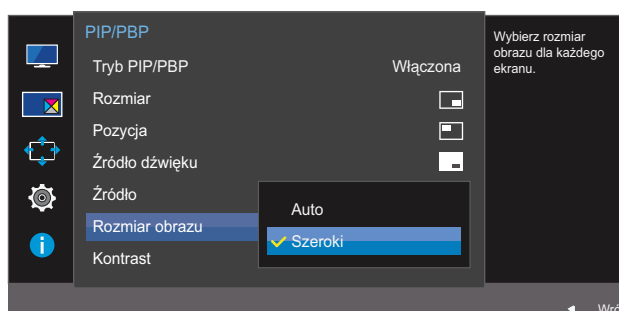 PIP/PBP
Tryb PIP/PBP Włączona
Rozmiar
Pozycja
Źródło dźwięku
Źródło
Rozmiar obrazu
Kontrast
Auto
Szeroki
Wybierz rozmiar
obrazu dla każdego
ekranu.